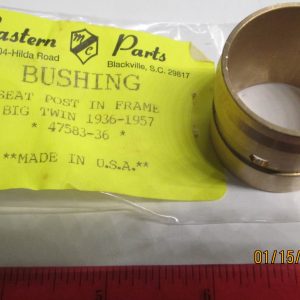 Eastern Parts
M C
04-Hilda Road
Blackville, S.C. 29817
BUSHING
SEAT POST IN FRAME
BIG TWIN 1936-1957
* 47583-36 *
**MADE IN U.S.A.**
01/15/